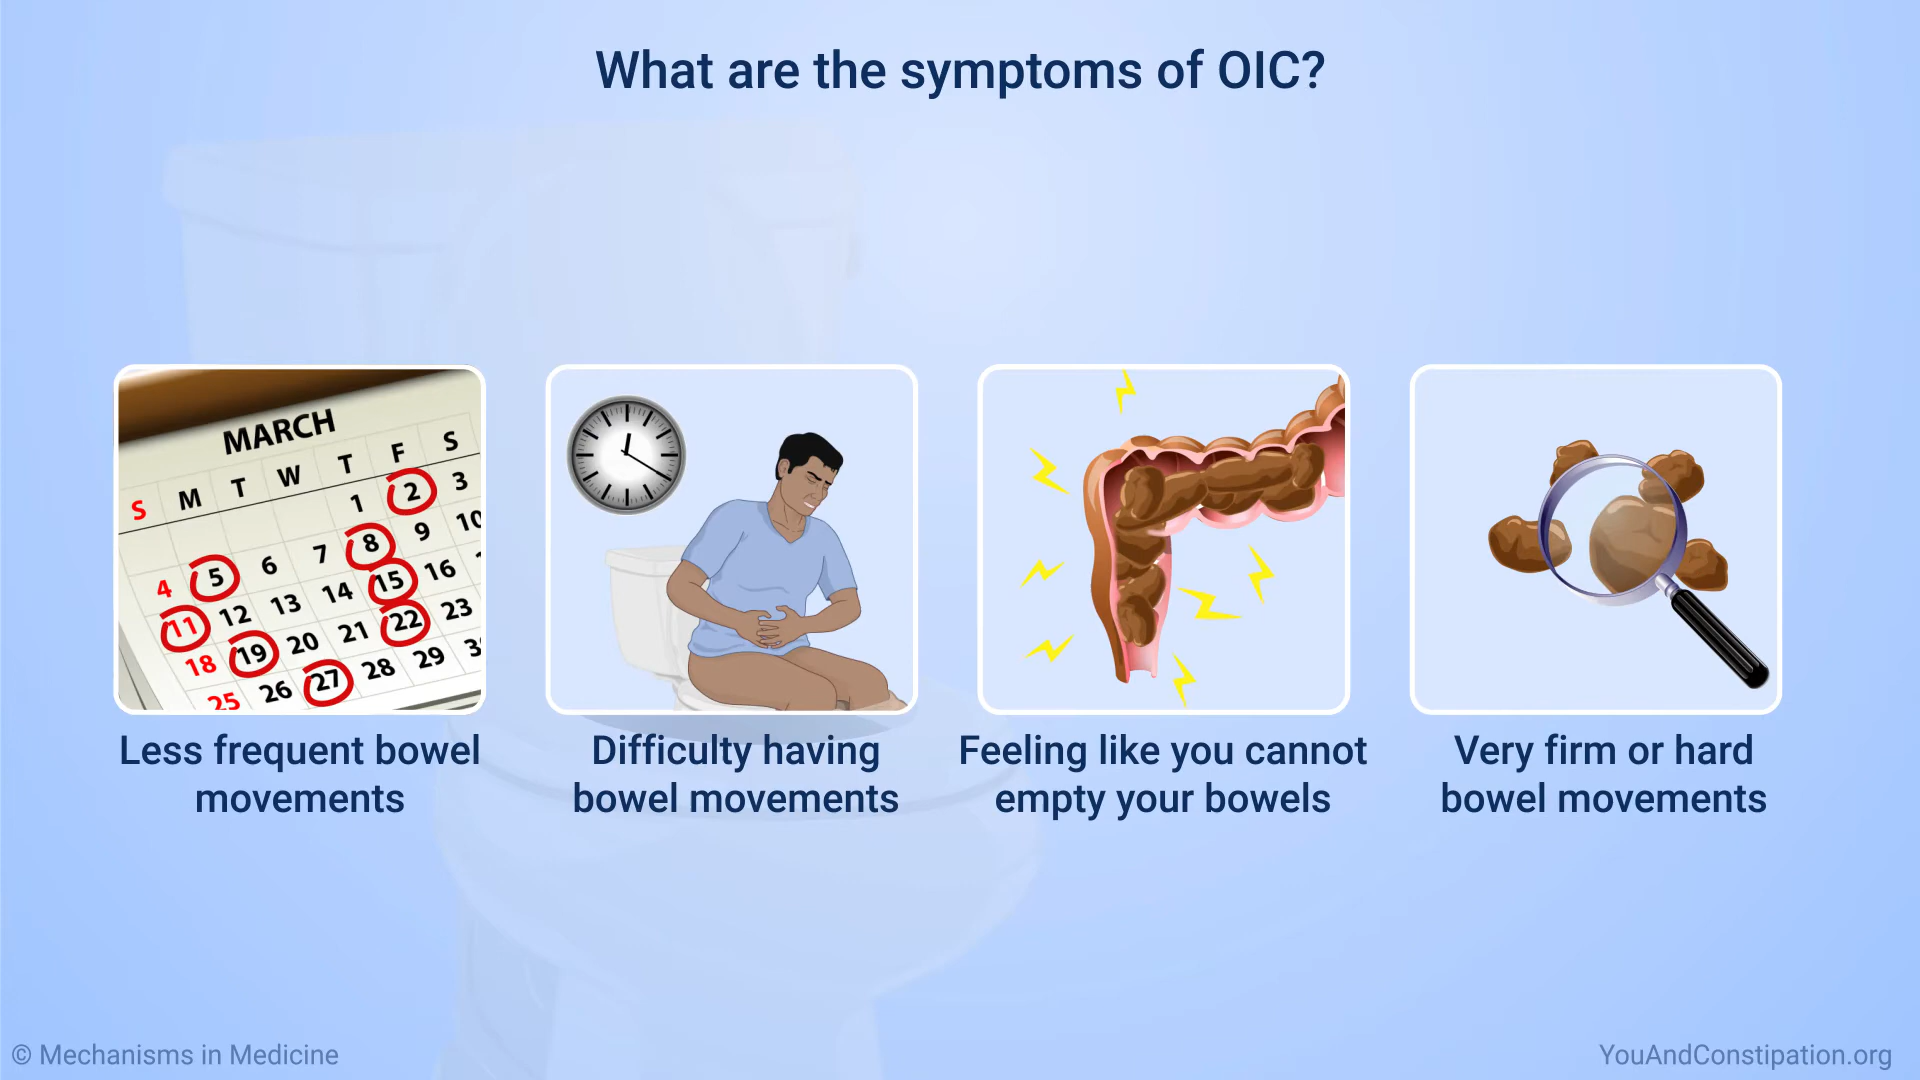 What are the symptoms of OIC?
MARCH
S M T W T F S
1 2 3
4 5 6 7 8 9 10
11 12 13 14 15 16
18 19 20 21 22 23
25 26 27 28 29
Less frequent bowel
movements
Difficulty having
bowel movements
Feeling like you cannot
empty your bowels
Very firm or hard
bowel movements
© Mechanisms in Medicine
YouAndConstipation.org